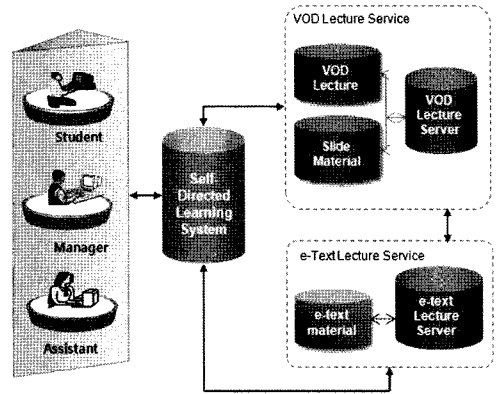 Student
Manager
Assistant
Self
Directed
Learning
System
VOD Lecture Service
VOD
Lecture
Slide
Material
VOD
Lecture
Server
e-Text Lecture Service
e-text
material
e-text
Lecture
Server